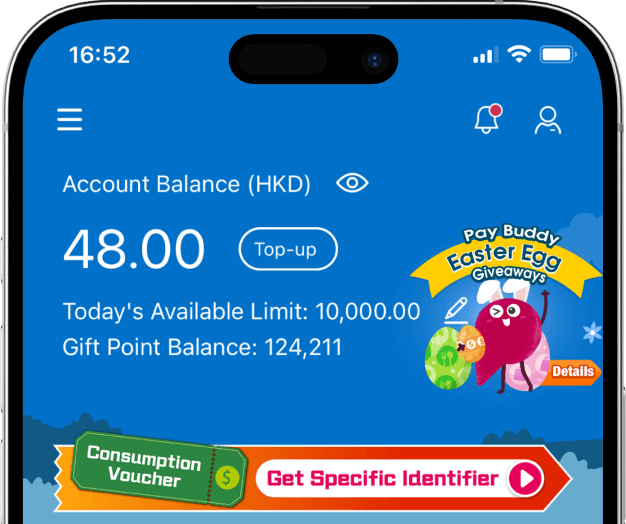 16:52
Account Balance (HKD)
48.00
Top-up
Pay Buddy
Easter Egg
Giveaways
Today's Available Limit: 10,000.00
Gift Point Balance: 124,211
Details
Consumption
Voucher
$
Get Specific Identifier